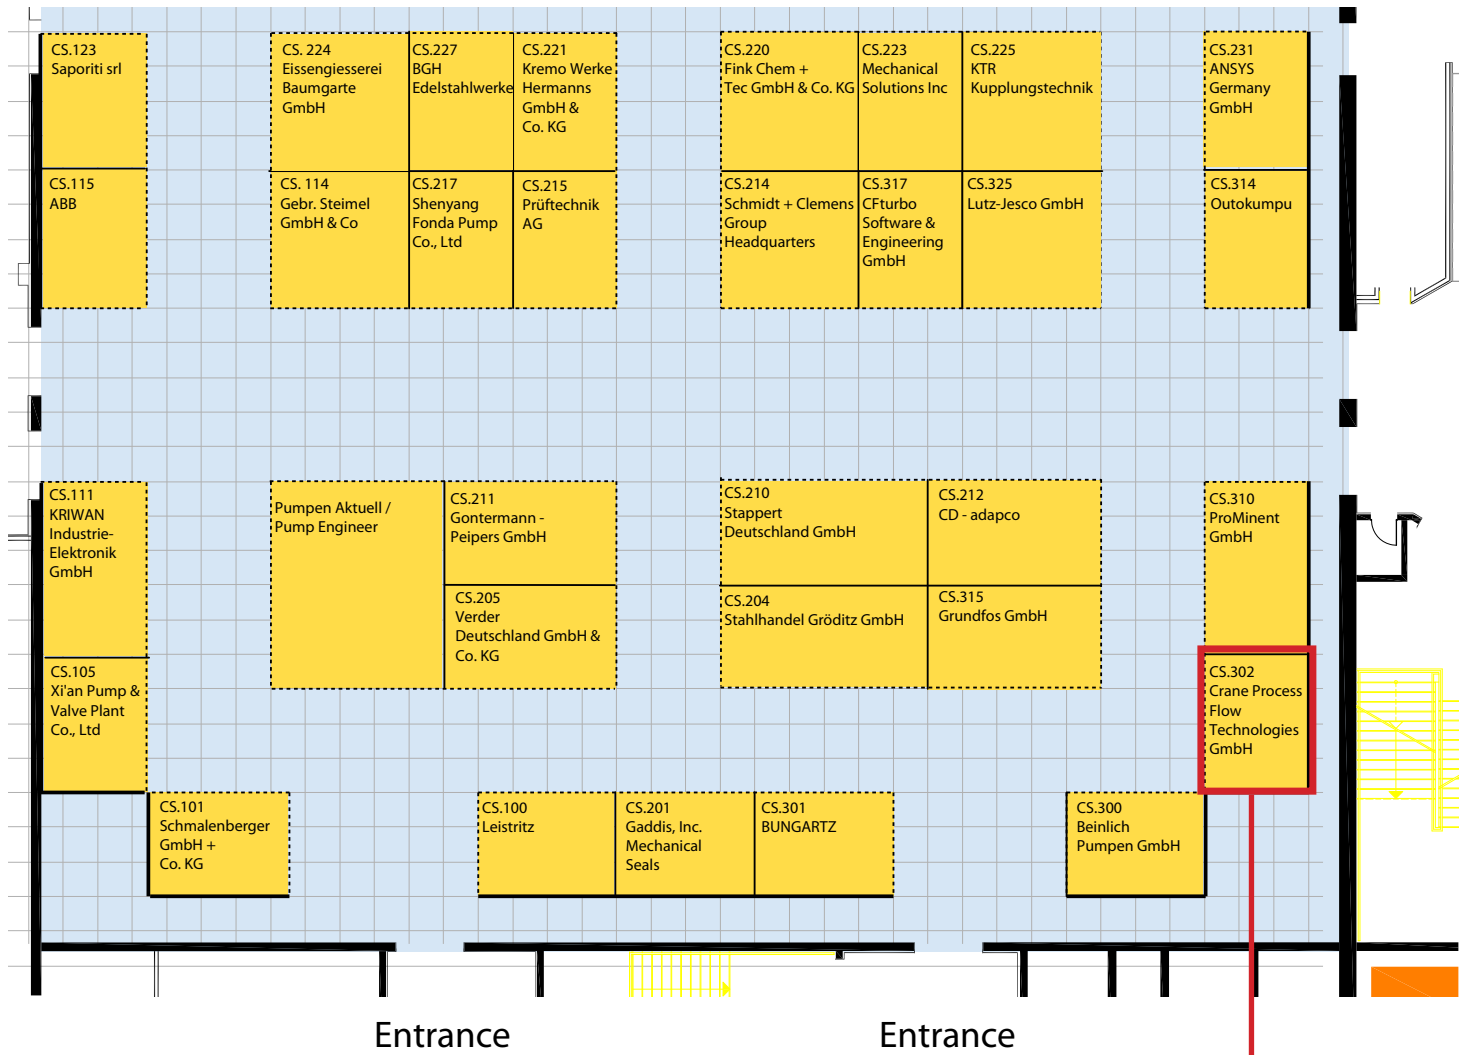 CS.123
Saporiti srl
CS.115
ABB
CS. 224
Eissengiesserei
Baumgarte
GmbH
CS.227
BGH
Edelstahlwerke
CS.221
Kremo Werke
Hermanns
GmbH &
Co. KG
CS. 114
Gebr. Steimel
GmbH & Co
CS.217
Shenyang
Fonda Pump
Co., Ltd
CS.215
Prüftechnik
AG
CS.220
Fink Chem +
Tec GmbH & Co. KG
CS.223
Mechanical
Solutions Inc
CS.225
KTR
Kupplungstechnik
CS.214
Schmidt + Clemens
Group
Headquarters
CS.317
CFturbo
Software &
Engineering
GmbH
CS.325
Lutz-Jesco GmbH
CS.231
ANSYS
Germany
GmbH
CS.314
Outokumpu
CS.111
KRIWAN
Industrie-
Elektronik
GmbH
CS.105
Xi'an Pump &
Valve Plant
Co., Ltd
Pumpen Aktuell /
Pump Engineer
CS.211
Gontermann -
Peipers GmbH
CS.205
Verder
Deutschland GmbH &
Co. KG
CS.210
Stappert
Deutschland GmbH
CS.212
CD - adapco
CS.204
Stahlhandel Gröditz GmbH
CS.315
Grundfos GmbH
CS.310
ProMinent
GmbH
CS.302
Crane Process
Flow
Technologies
GmbH
CS.101
Schmalenberger
GmbH +
Co. KG
CS.100
Leistritz
CS.201
Gaddis, Inc.
Mechanical
Seals
CS.301
BUNGARTZ
CS.300
Beinlich
Pumpen GmbH
Entrance
Entrance